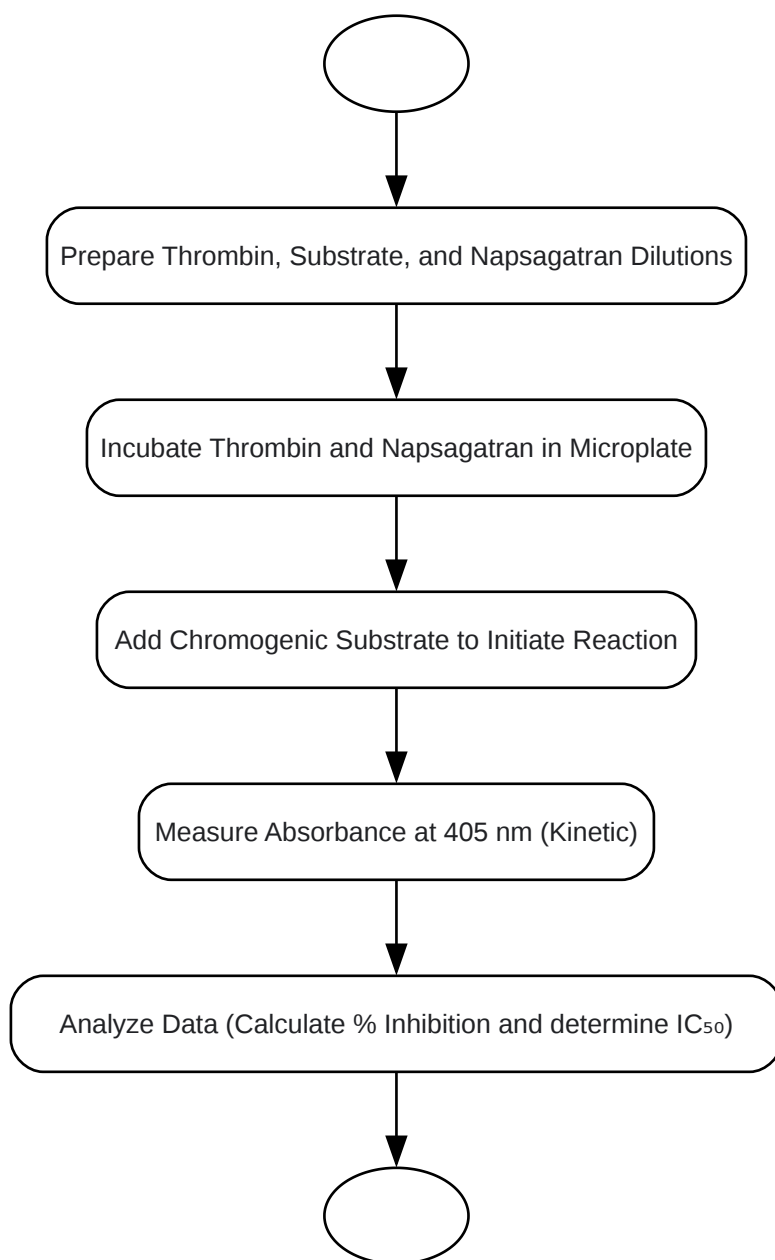 Prepare Thrombin, Substrate, and Napsagatran Dilutions
Incubate Thrombin and Napsagatran in Microplate
Add Chromogenic Substrate to Initiate Reaction
Measure Absorbance at 405 nm (Kinetic)
Analyze Data (Calculate % Inhibition and determine IC₅₀)